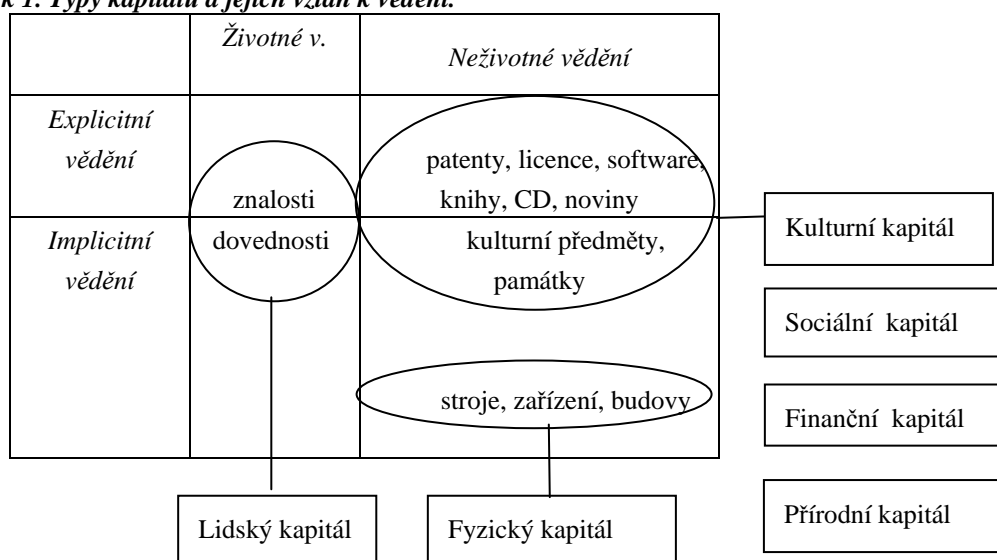 k 1. Typy kapitálu a jejich vztah k vědění.
Životné v.
Neživotné vědění
Explicitní
vědění
znalosti
patenty, licence, software,
knihy, CD, noviny
Implicitní
vědění
dovednosti
kulturní předměty,
památky
stroje, zařízení, budovy
Kulturní kapitál
Sociální kapitál
Finanční kapitál
Přírodní kapitál
Lidský kapitál
Fyzický kapitál